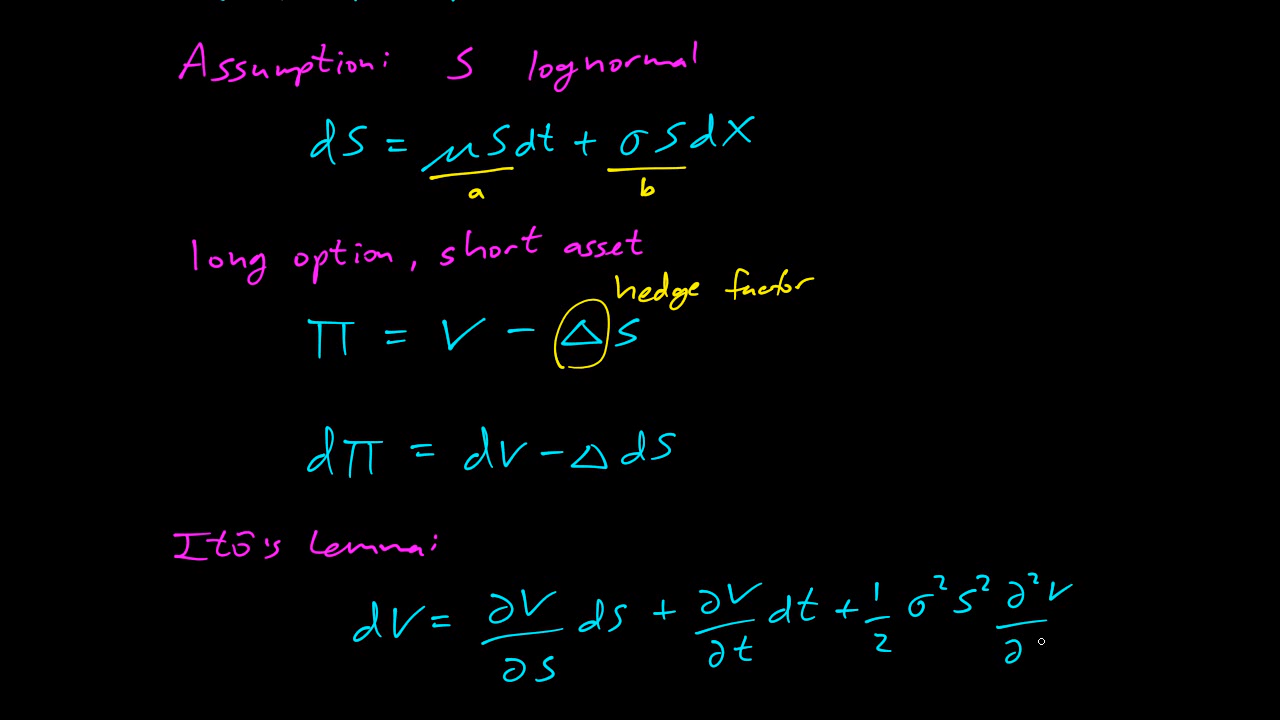 Assumption: S lognormal
dS = μSdt + σSdX
a b
long option, short asset
hedge factor
Π = V - ΔS
dΠ = dV - ΔdS
Itō's Lemma:
dV = ∂V/∂S dS + ∂V/∂t dt + 1/2 σ²S² ∂²V/∂